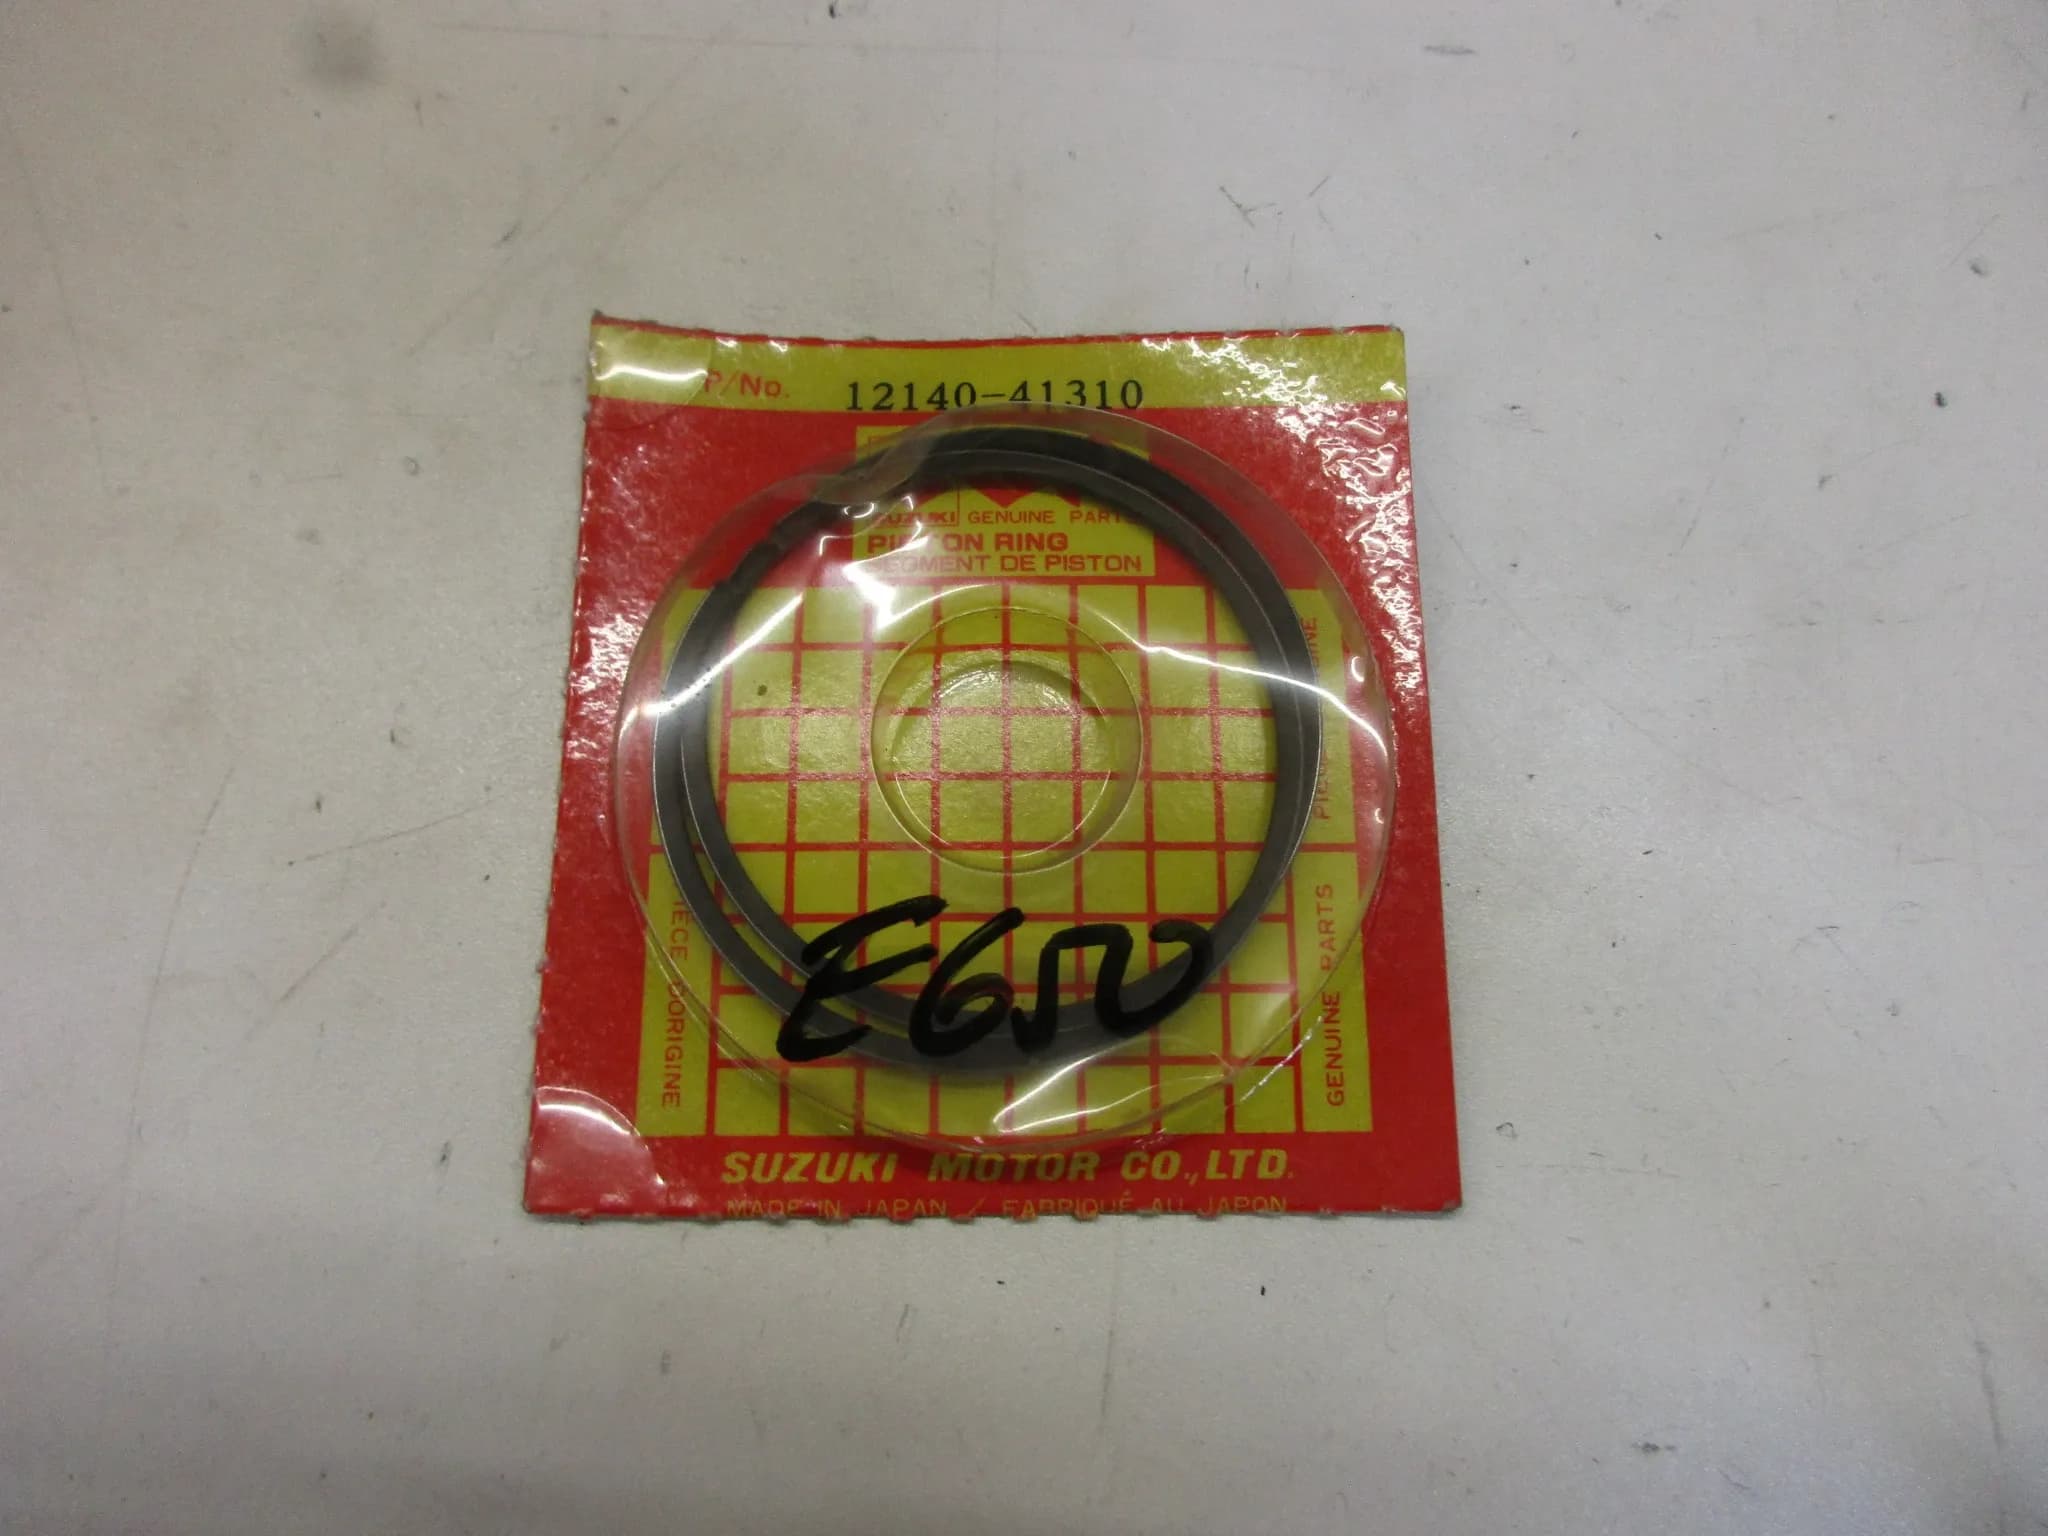 P/No. 12140-41310
SUZUKI GENUINE PARTS
PISTON RING
SEGMENT DE PISTON
GENUINE PARTS
PIÈCE D'ORIGINE
E650
SUZUKI MOTOR CO., LTD.
MADE IN JAPAN / FABRIQUÉ AU JAPON